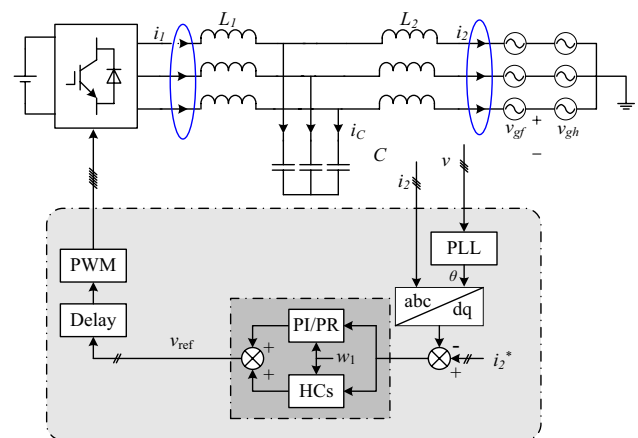 i1
L1
L2
i2
iC
C
vgf
+
−
vgh
i2
v
PLL
θ
abc
dq
PWM
Delay
vref
+
+
PI/PR
w1
HCs
-
+
i2*